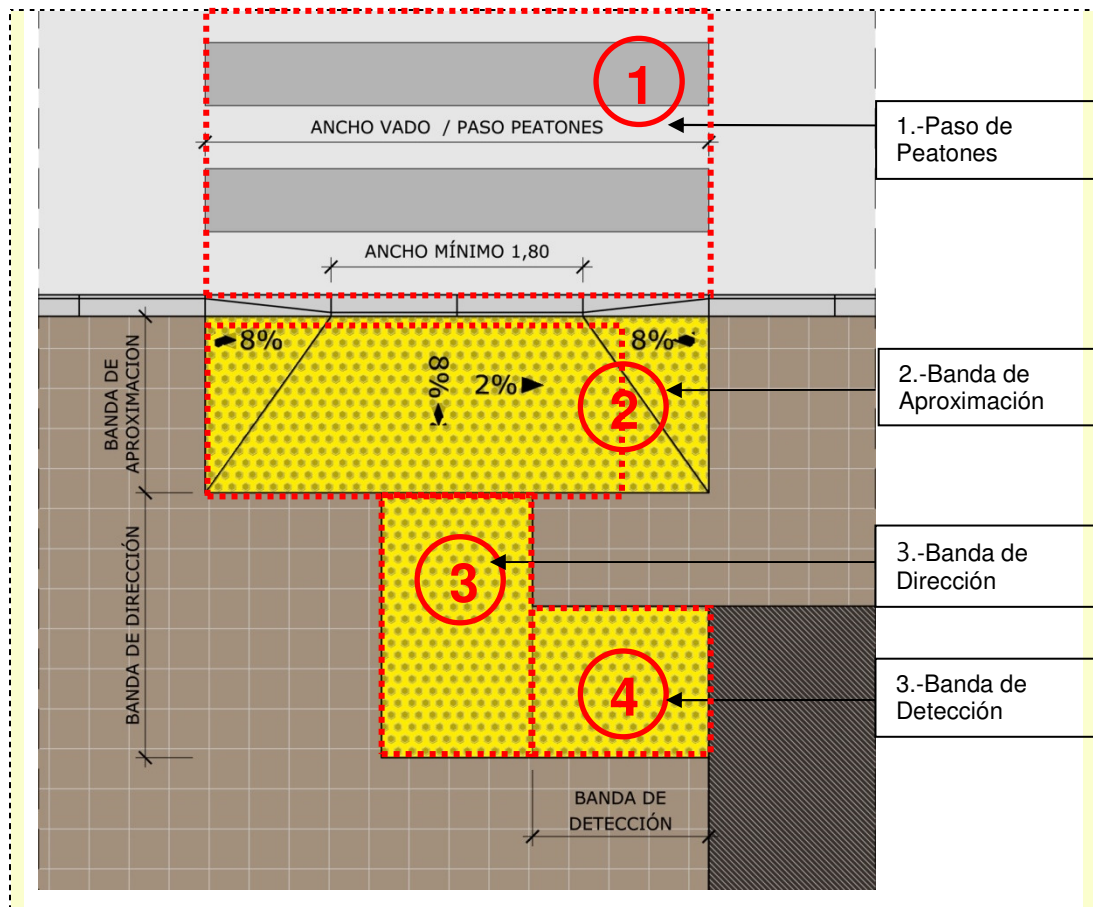 1
ANCHO VADO / PASO PEATONES
1.-Paso de
Peatones
ANCHO MÍNIMO 1,80
8%
8%
8%
2%
2
2.-Banda de
Aproximación
BANDA DE
APROXIMACION
3
3.-Banda de
Dirección
BANDA DE DIRECCIÓN
4
3.-Banda de
Detección
BANDA DE
DETECCIÓN